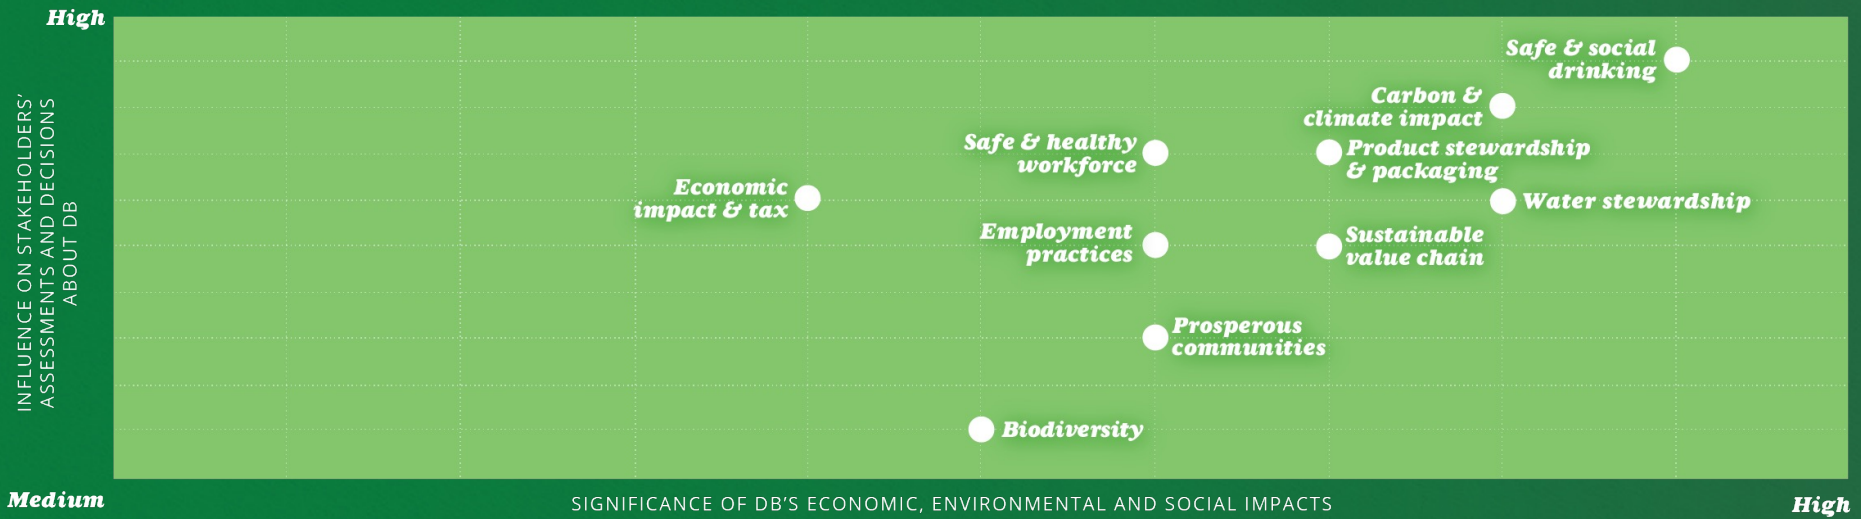 High
INFLUENCE ON STAKEHOLDERS’
ASSESSMENTS AND DECISIONS
ABOUT DB
Safe & social
drinking
Carbon &
climate impact
Safe & healthy
workforce
Product stewardship
& packaging
Economic
impact & tax
Water stewardship
Employment
practices
Sustainable
value chain
Prosperous
communities
Biodiversity
Medium
SIGNIFICANCE OF DB’S ECONOMIC, ENVIRONMENTAL AND SOCIAL IMPACTS
High